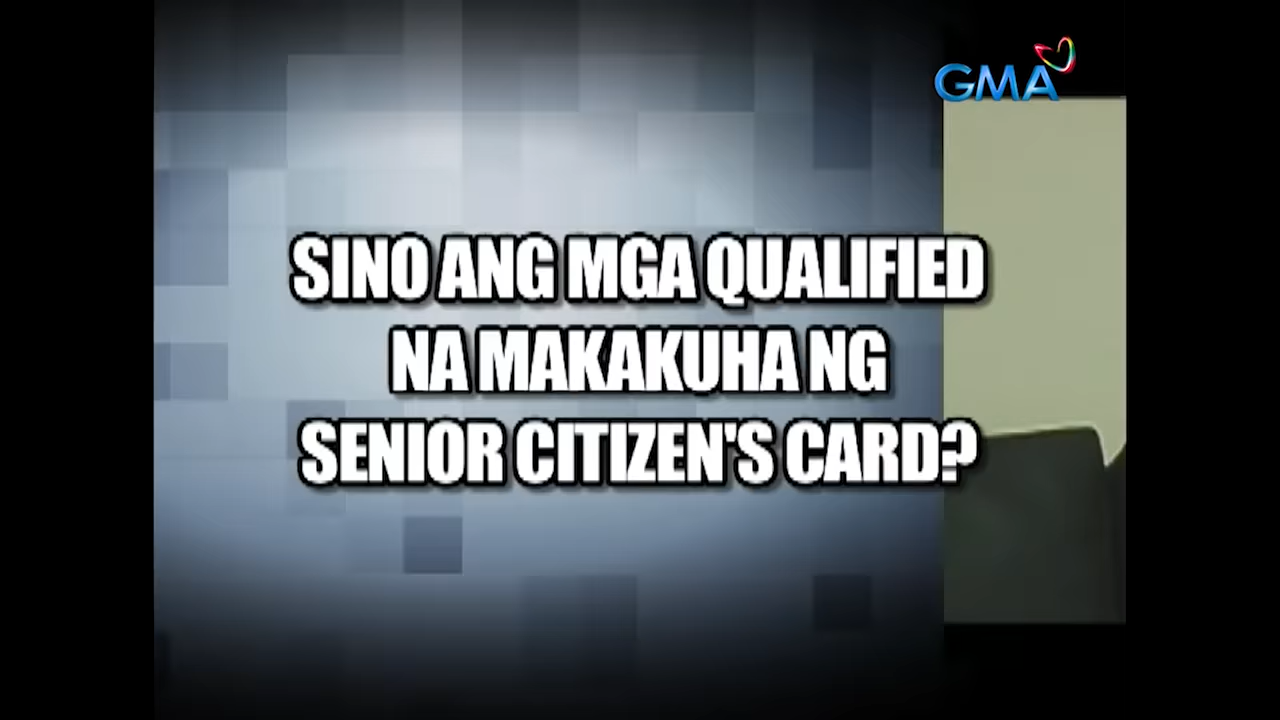 GMA
SINO ANG MGA QUALIFIED
NA MAKAKUHA NG
SENIOR CITIZEN'S CARD?